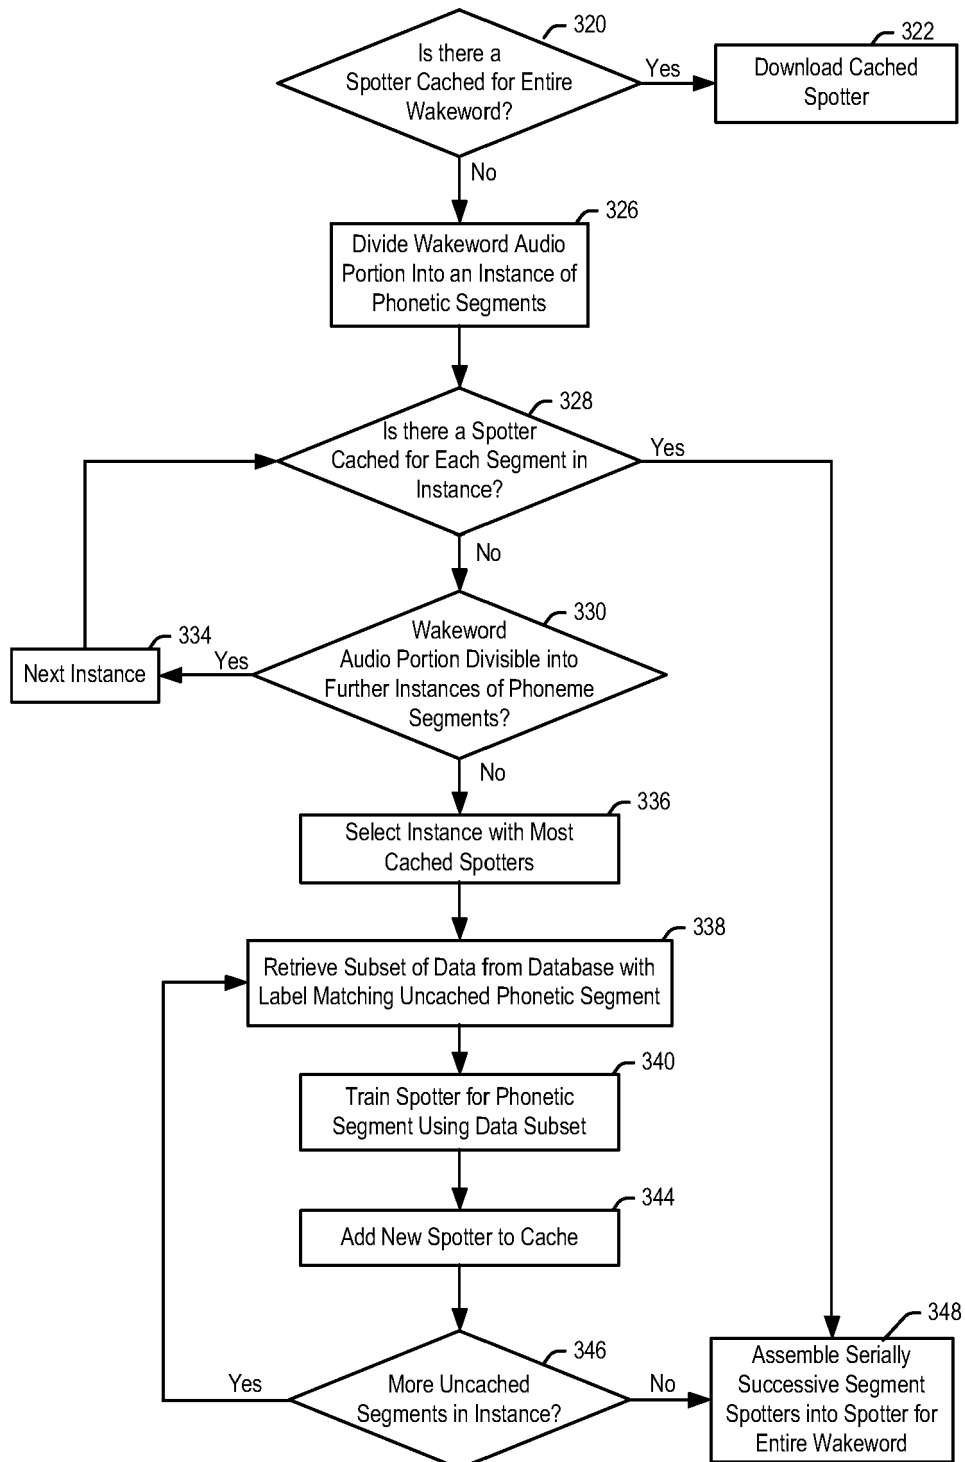 320
Is there a
Spotter Cached for Entire
Wakeword?
Yes
322
Download Cached
Spotter
No
326
Divide Wakeword Audio
Portion Into an Instance of
Phonetic Segments
328
Is there a Spotter
Cached for Each Segment in
Instance?
Yes
No
330
Wakeword
Audio Portion Divisible into
Further Instances of Phoneme
Segments?
Yes
334
Next Instance
No
336
Select Instance with Most
Cached Spotters
338
Retrieve Subset of Data from Database with
Label Matching Uncached Phonetic Segment
340
Train Spotter for Phonetic
Segment Using Data Subset
344
Add New Spotter to Cache
346
More Uncached
Segments in Instance?
Yes
No
348
Assemble Serially
Successive Segment
Spotters into Spotter for
Entire Wakeword